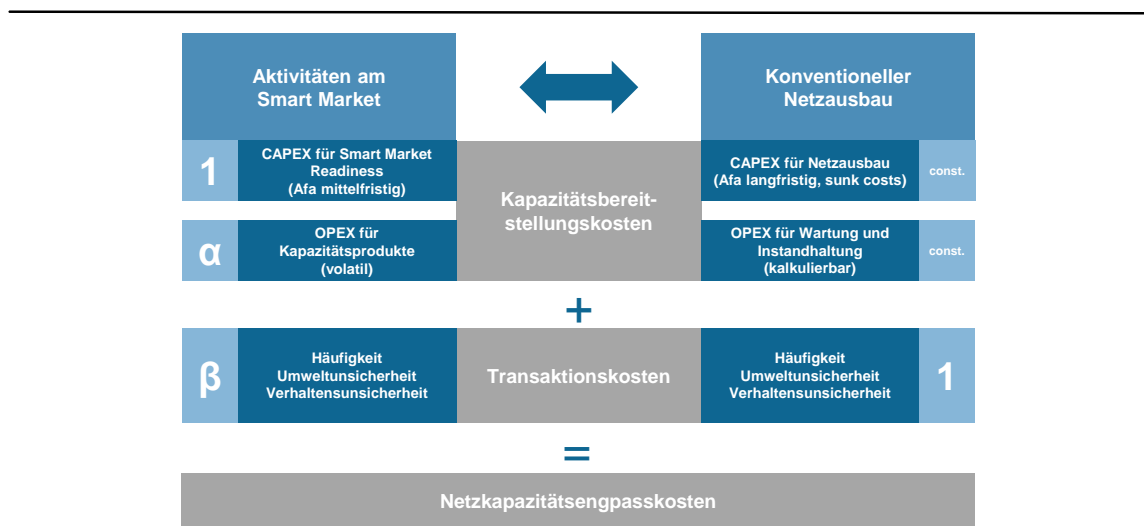 Aktivitäten am
Smart Market
Konventioneller
Netzausbau
1
CAPEX für Smart Market
Readiness
(Afa mittelfristig)
Kapazitätsbereit-
stellungskosten
CAPEX für Netzausbau
(Afa langfristig, sunk costs)
const.
α
OPEX für
Kapazitätsprodukte
(volatil)
OPEX für Wartung und
Instandhaltung
(kalkulierbar)
const.
+
β
Häufigkeit
Umweltunsicherheit
Verhaltensunsicherheit
Transaktionskosten
Häufigkeit
Umweltunsicherheit
Verhaltensunsicherheit
1
=
Netzkapazitätsengpasskosten